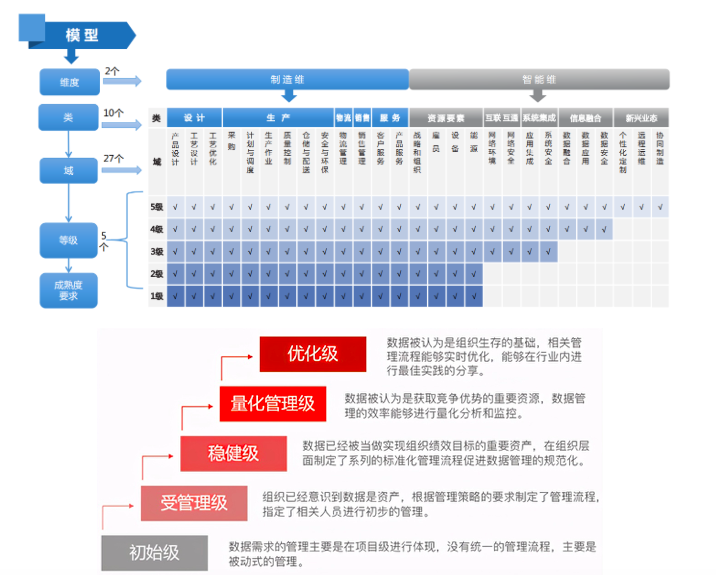 模 型
维度
2个
制造维
智能维
类
10个
类
设 计
生 产
物流
销售
服 务
资源要素
互联 互通
系统集成
信息融合
新兴业态
域
27个
域
产品设计
工艺设计
工艺优化
采购
计划与调度
生产作业
质量控制
仓储与配送
安全与环保
物流管理
销售管理
客户服务
产品服务
战略和组织
雇员
设备
能源
网络环境
网络安全
应用集成
系统安全
数据融合
数据应用
数据安全
个性化定制
远程运维
协同制造
等级
5
个
5级 √ √ √ √ √ √ √ √ √ √ √ √ √ √ √ √ √ √ √ √ √ √ √ √ √ √ √
4级 √ √ √ √ √ √ √ √ √ √ √ √ √ √ √ √ √ √ √ √ √ √ √ √
3级 √ √ √ √ √ √ √ √ √ √ √ √ √ √ √ √ √ √ √ √ √
2级 √ √ √ √ √ √ √ √ √ √ √ √ √ √ √ √ √
1级 √ √ √ √ √ √ √ √ √ √ √ √ √ √ √ √ √
成熟度
要求
优化级
数据被认为是组织生存的基础，相关管
理流程能够实时优化，能够在行业内进
行最佳实践的分享。
量化管理级
数据被认为是获取竞争优势的重要资源，数据管
理的效率能够进行量化分析和监控。
稳健级
数据已经被当做实现组织绩效目标的重要资产，在组织层
面制定了系列的标准化管理流程促进数据管理的规范化。
受管理级
组织已经意识到数据是资产，根据管理策略的要求制定了管理流程，
指定了相关人员进行初步的管理。
初始级
数据需求的管理主要是在项目级进行体现，没有统一的管理流程，主要是
被动式的管理。